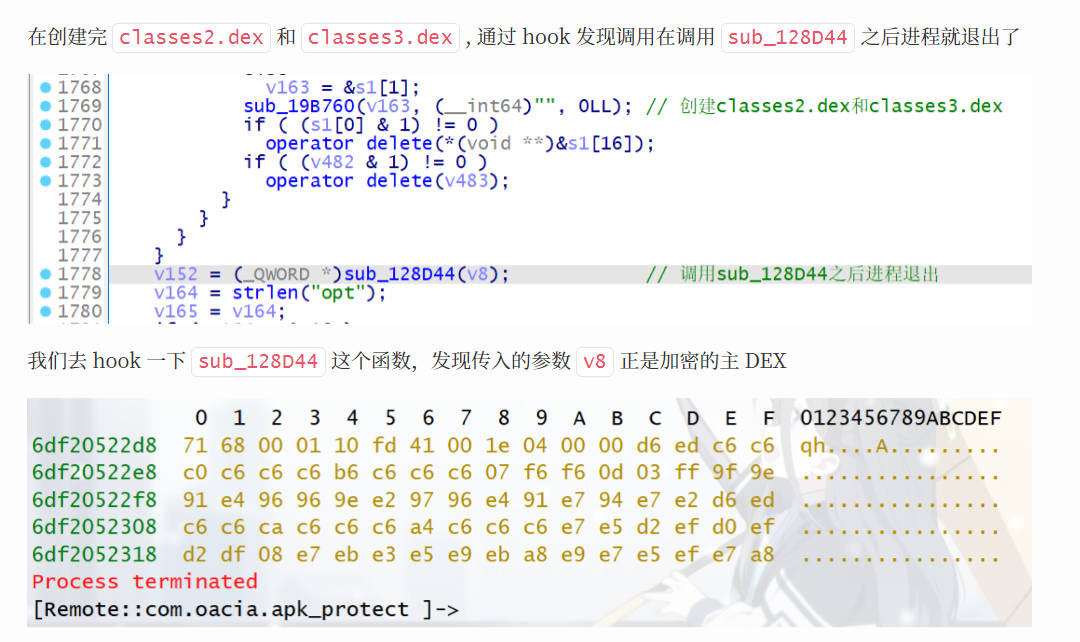 在创建完 classes2.dex 和 classes3.dex , 通过 hook 发现调用在调用 sub_128D44 之后进程就退出了
1768 v163 = &s1[1];
1769 sub_19B760(v163, (__int64)"", 0LL); // 创建classes2.dex和classes3.dex
1770 if ( (s1[0] & 1) != 0 )
1771 operator delete(*(void **)&s1[16]);
1772 if ( (v482 & 1) != 0 )
1773 operator delete(v483);
1774 }
1775 }
1776 }
1777 }
1778 v152 = (_QWORD *)sub_128D44(v8); // 调用sub_128D44之后进程退出
1779 v164 = strlen("opt");
1780 v165 = v164;
我们去 hook 一下 sub_128D44 这个函数，发现传入的参数 v8 正是加密的主 DEX
0 1 2 3 4 5 6 7 8 9 A B C D E F 0123456789ABCDEF
6df20522d8 71 68 00 01 10 fd 41 00 1e 04 00 00 d6 ed c6 c6 qh....A.........
6df20522e8 c0 c6 c6 c6 b6 c6 c6 c6 07 f6 f6 0d 03 ff 9f 9e ................
6df20522f8 91 e4 96 96 9e e2 97 96 e4 91 e7 94 e7 e2 d6 ed ................
6df2052308 c6 c6 ca c6 c6 c6 a4 c6 c6 c6 e7 e5 d2 ef d0 ef ................
6df2052318 d2 df 08 e7 eb e3 e5 e9 eb a8 e9 e7 e5 ef e7 a8 ................
Process terminated
[Remote::com.oacia.apk_protect ]->